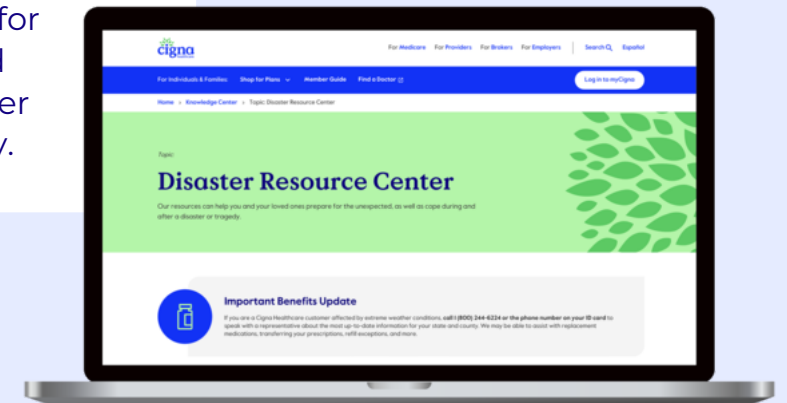 for
d
er
y.
cigna
healthcare
For Medicare For Providers For Brokers For Employers Search Español
For Individuals & Families Shop for Plans Member Guide Find a Doctor Log in to myCigna
Home Knowledge Center Topic: Disaster Resource Center
Topic
Disaster Resource Center
Our resources can help you and your loved ones prepare for the unexpected, as well as cope during and
after a disaster or tragedy.
Important Benefits Update
If you are a Cigna Healthcare customer affected by extreme weather conditions, call 1 (800) 244-6224 or the phone number on your ID card to
speak with a representative about the most up-to-date information for your state and county. We may be able to assist with replacement
medications, transferring your prescriptions, refill exceptions, and more.